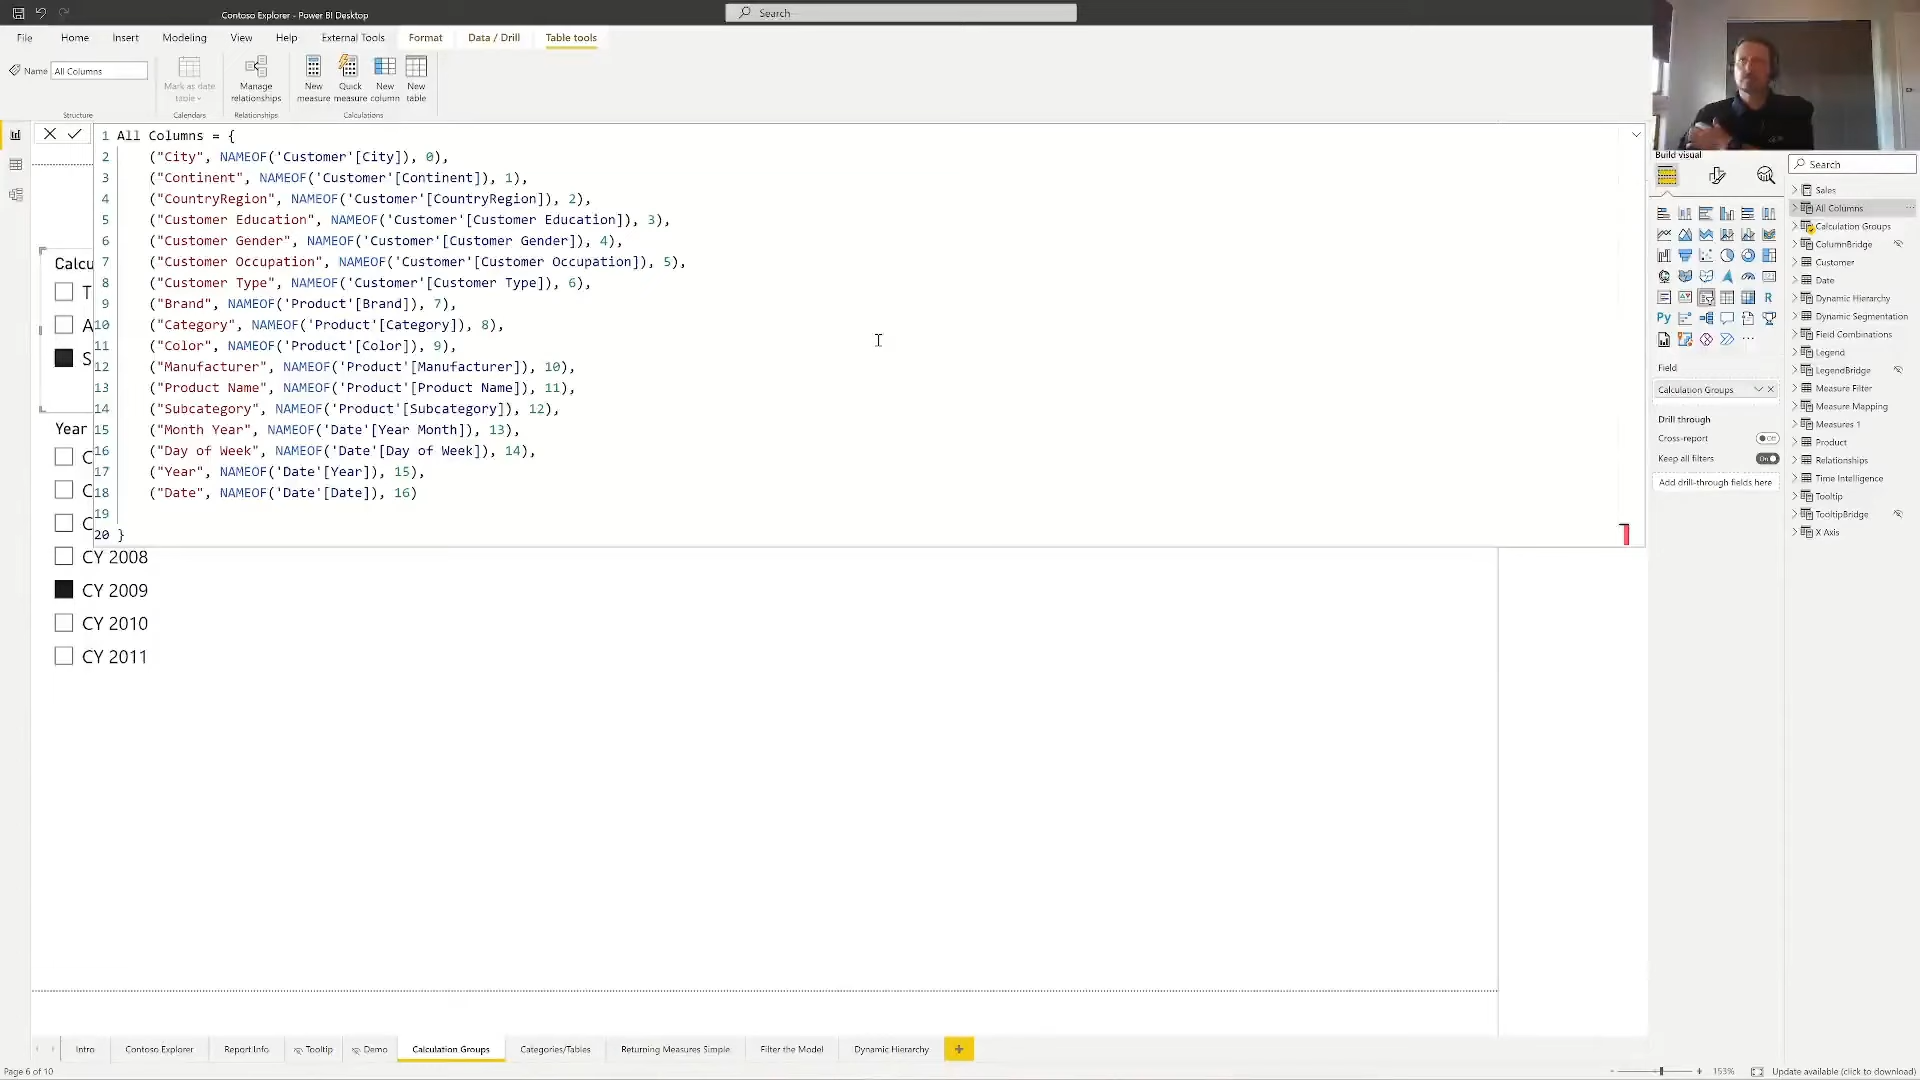 Contoso Explorer - Power BI Desktop
Search
File Home Insert Modeling View Help External Tools Format Data / Drill Table tools
Name All Columns
Mark as date table
Manage relationships
New measure
Quick measure
New column
New table
Structure
Calendars
Relationships
Calculations
1 All Columns = {
2 ("City", NAMEOF('Customer'[City]), 0),
3 ("Continent", NAMEOF('Customer'[Continent]), 1),
4 ("CountryRegion", NAMEOF('Customer'[CountryRegion]), 2),
5 ("Customer Education", NAMEOF('Customer'[Customer Education]), 3),
6 ("Customer Gender", NAMEOF('Customer'[Customer Gender]), 4),
7 ("Customer Occupation", NAMEOF('Customer'[Customer Occupation]), 5),
8 ("Customer Type", NAMEOF('Customer'[Customer Type]), 6),
9 ("Brand", NAMEOF('Product'[Brand]), 7),
10 ("Category", NAMEOF('Product'[Category]), 8),
11 ("Color", NAMEOF('Product'[Color]), 9),
12 ("Manufacturer", NAMEOF('Product'[Manufacturer]), 10),
13 ("Product Name", NAMEOF('Product'[Product Name]), 11),
14 ("Subcategory", NAMEOF('Product'[Subcategory]), 12),
15 ("Month Year", NAMEOF('Date'[Year Month]), 13),
16 ("Day of Week", NAMEOF('Date'[Day of Week]), 14),
17 ("Year", NAMEOF('Date'[Year]), 15),
18 ("Date", NAMEOF('Date'[Date]), 16)
19
20 }
Calcu
T
A
S
Year
C
C
C
CY 2008
CY 2009
CY 2010
CY 2011
Build visual
R
Py
Field
Calculation Groups
Drill through
Cross-report
Off
Keep all filters
On
Add drill-through fields here
Search
Sales
All Columns
Calculation Groups
ColumnBridge
Customer
Date
Dynamic Hierarchy
Dynamic Segmentation
Field Combinations
Legend
LegendBridge
Measure Filter
Measure Mapping
Measures 1
Product
Relationships
Time Intelligence
Tooltip
TooltipBridge
X Axis
Intro
Contoso Explorer
Report Info
Tooltip
Demo
Calculation Groups
Categories/Tables
Returning Measures Simple
Filter the Model
Dynamic Hierarchy
+
Page 6 of 10
- + 153%
Update available (click to download)